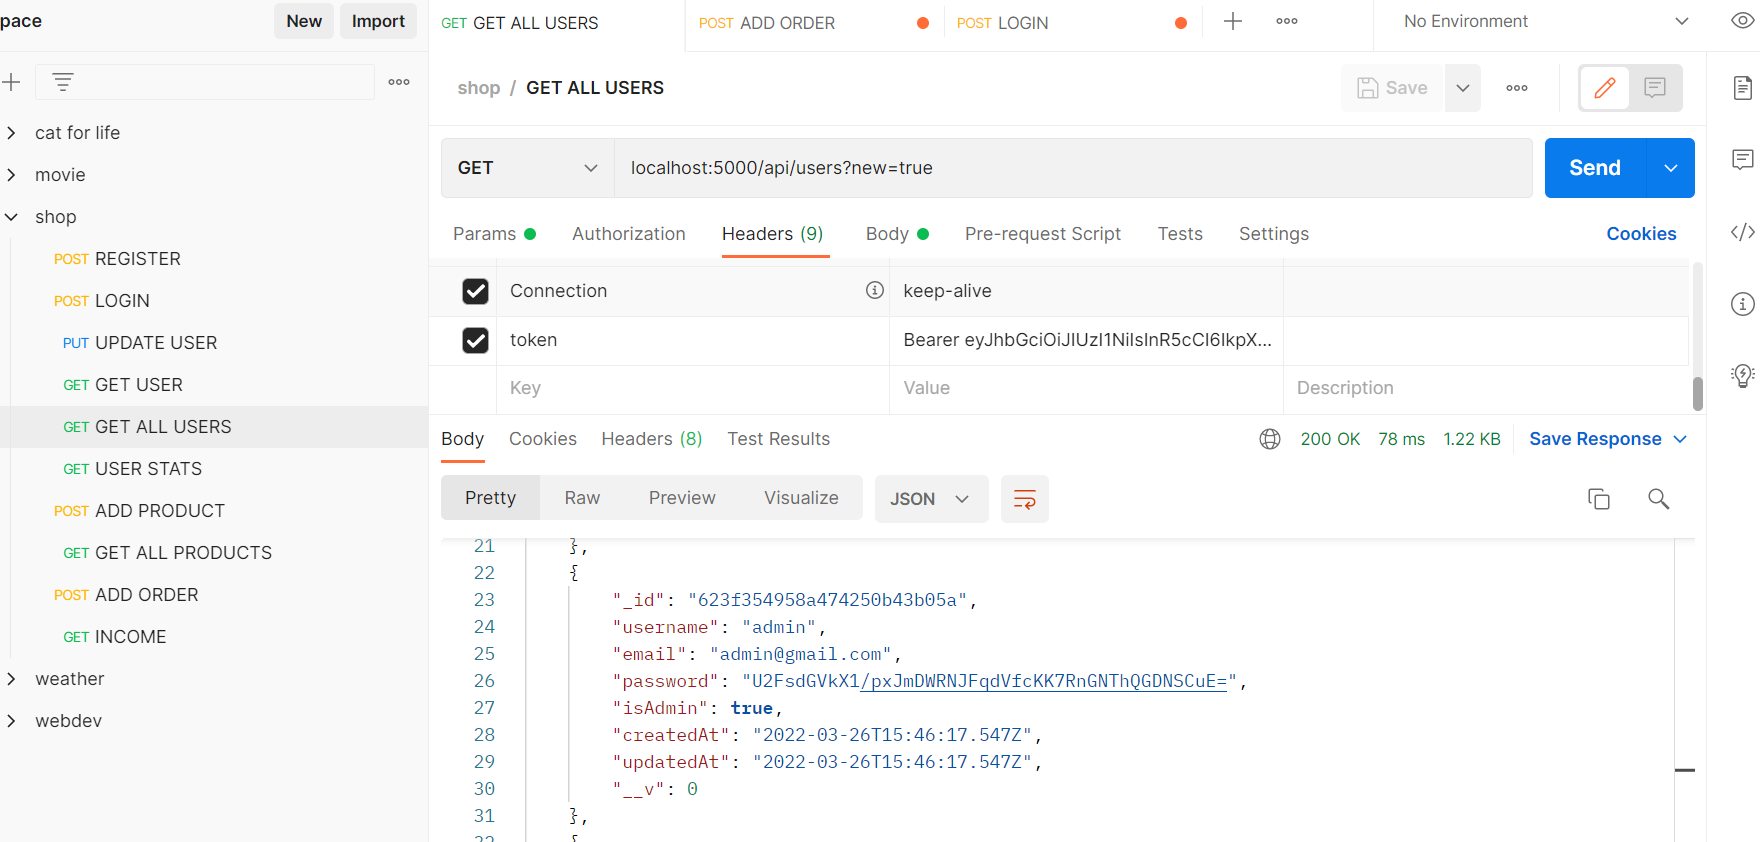 pace New Import
GET GET ALL USERS POST ADD ORDER POST LOGIN No Environment
shop / GET ALL USERS Save
cat for life
movie
shop
POST REGISTER
POST LOGIN
PUT UPDATE USER
GET GET USER
GET GET ALL USERS
GET USER STATS
POST ADD PRODUCT
GET GET ALL PRODUCTS
POST ADD ORDER
GET INCOME
weather
webdev
GET localhost:5000/api/users?new=true Send
Params Authorization Headers (9) Body Pre-request Script Tests Settings Cookies
Connection keep-alive
token Bearer eyJhbGciOiJIUzI1NiIsInR5cCI6IkpX...
Key Value Description
Body Cookies Headers (8) Test Results 200 OK 78 ms 1.22 KB Save Response
Pretty Raw Preview Visualize JSON
21 },
22 {
23 "_id": "623f354958a474250b43b05a",
24 "username": "admin",
25 "email": "admin@gmail.com",
26 "password": "U2FsdGVkX1/pxJmDWRNJFqdVfcKK7RnGNThQGDNSCuE=",
27 "isAdmin": true,
28 "createdAt": "2022-03-26T15:46:17.547Z",
29 "updatedAt": "2022-03-26T15:46:17.547Z",
30 "__v": 0
31 },
32 {